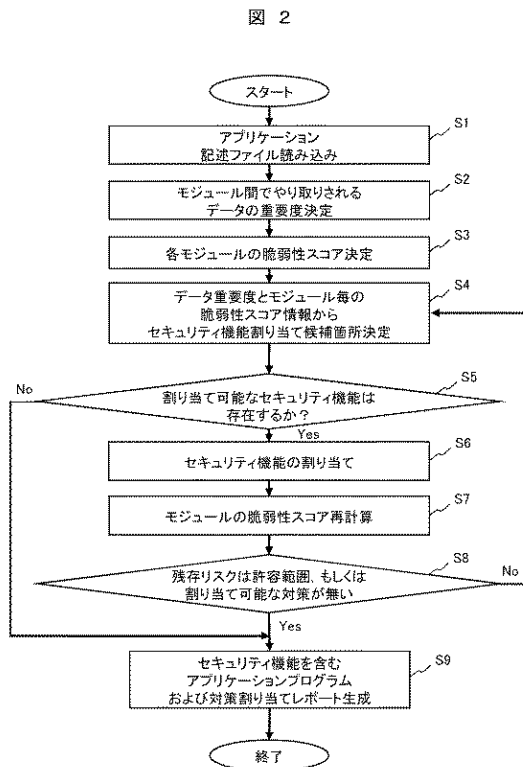 図 2
スタート
S1
アプリケーション
記述ファイル読み込み
S2
モジュール間でやり取りされる
データの重要度決定
S3
各モジュールの脆弱性スコア決定
S4
データ重要度とモジュール毎の
脆弱性スコア情報から
セキュリティ機能割り当て候補箇所決定
S5
No
割り当て可能なセキュリティ機能は
存在するか？
Yes
S6
セキュリティ機能の割り当て
S7
モジュールの脆弱性スコア再計算
S8
残存リスクは許容範囲、もしくは
割り当て可能な対策が無い
No
Yes
S9
セキュリティ機能を含む
アプリケーションプログラム
および対策割り当てレポート生成
終了